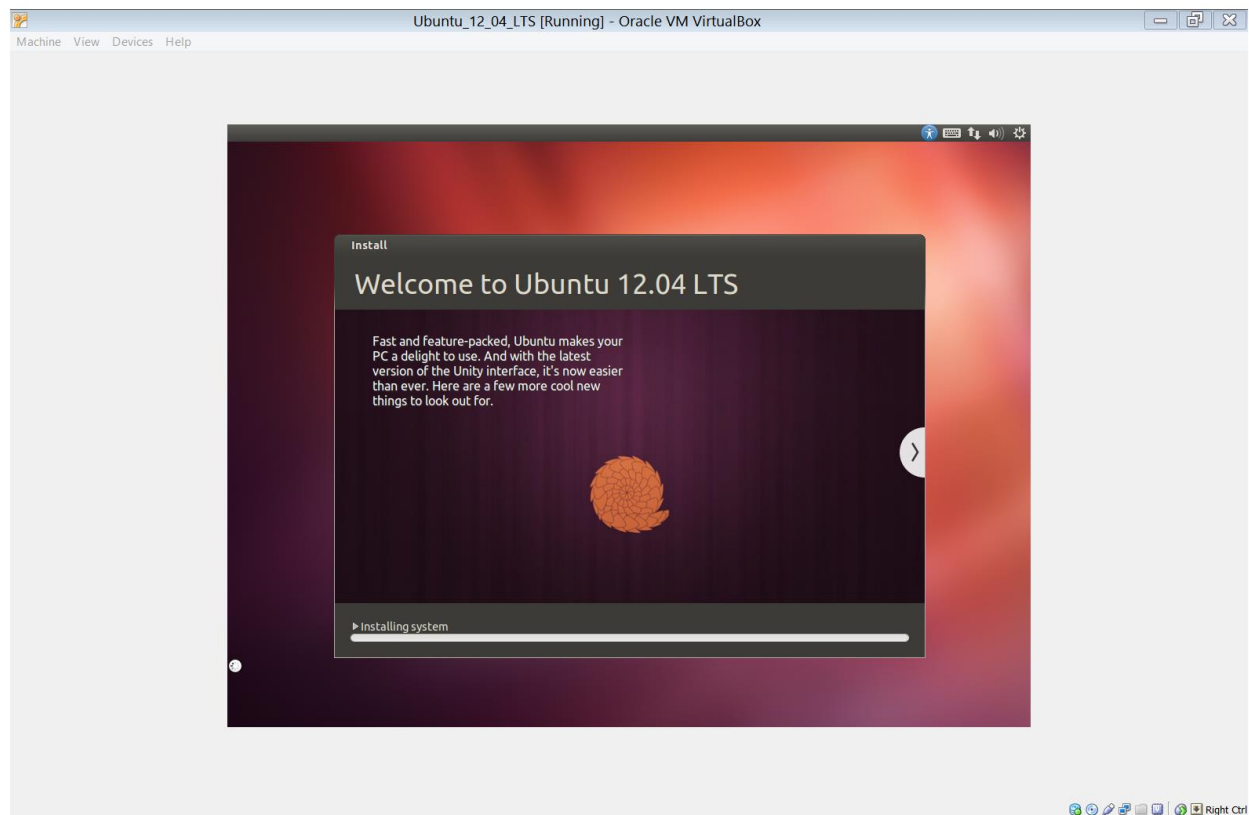 Ubuntu_12_04_LTS [Running] - Oracle VM VirtualBox
Machine View Devices Help
Install
Welcome to Ubuntu 12.04 LTS
Fast and feature-packed, Ubuntu makes your
PC a delight to use. And with the latest
version of the Unity interface, it's now easier
than ever. Here are a few more cool new
things to look out for.
Installing system
Right Ctrl